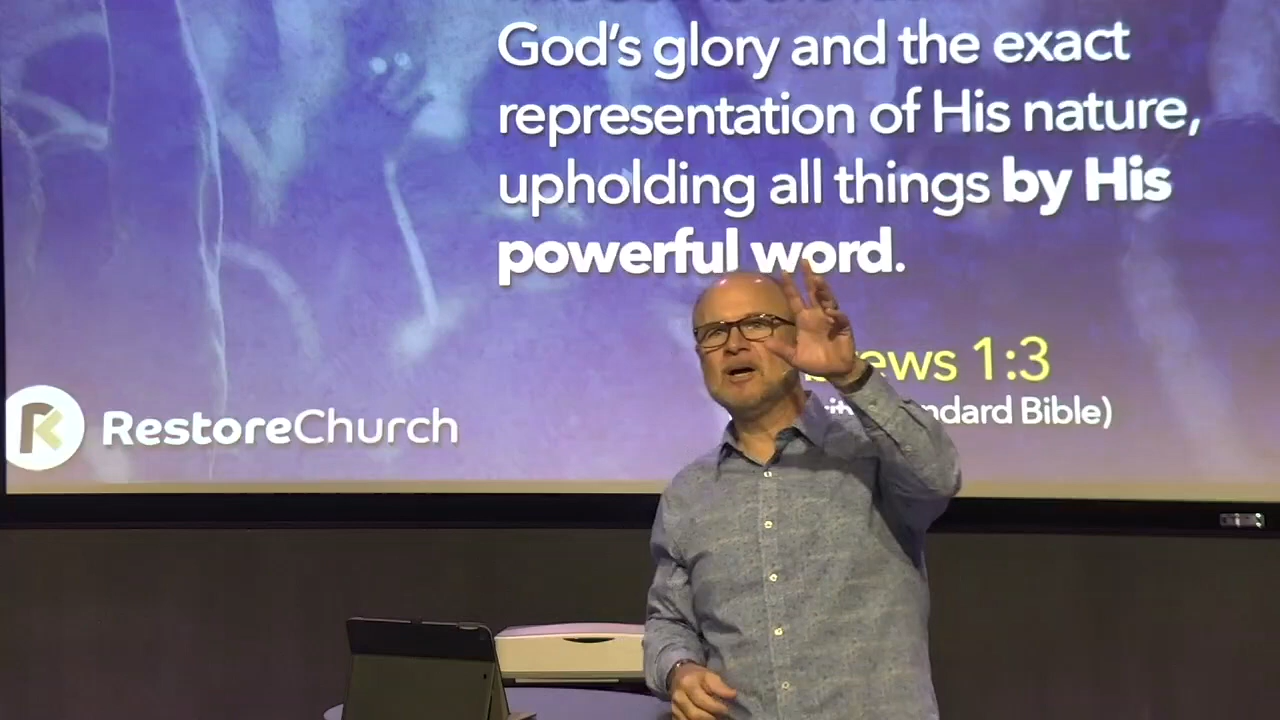 God's glory and the exact
representation of His nature,
upholding all things by His
powerful word.
ews 1:3
ndard Bible)
RestoreChurch